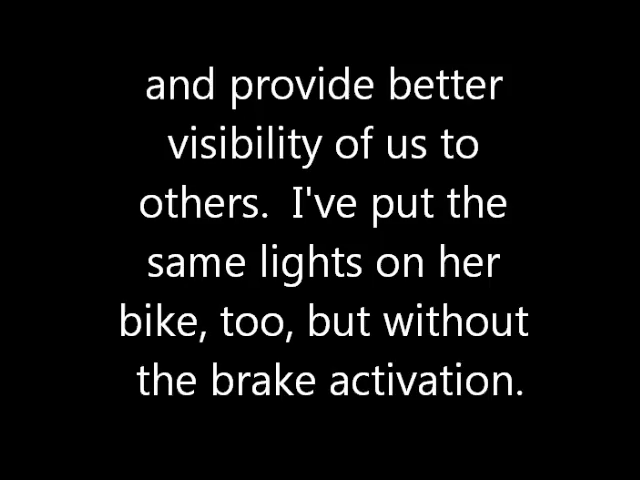 and provide better
visibility of us to
others.  I've put the
same lights on her
bike, too, but without
the brake activation.